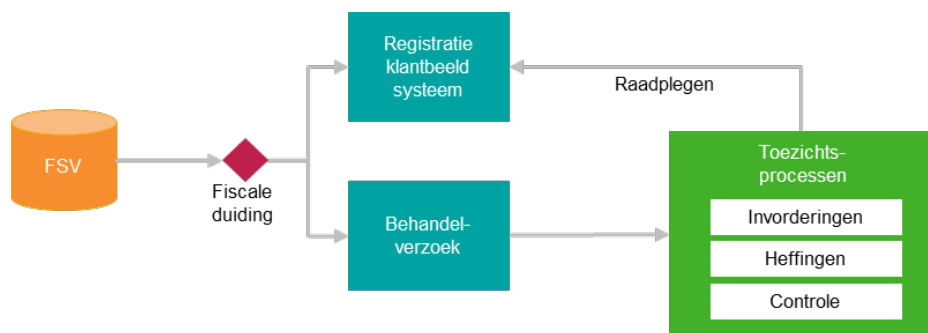 FSV
Fiscale
duiding
Registratie
klantbeeld
systeem
Behandel-
verzoek
Raadplegen
Toezichts-
processen
Invorderingen
Heffingen
Controle